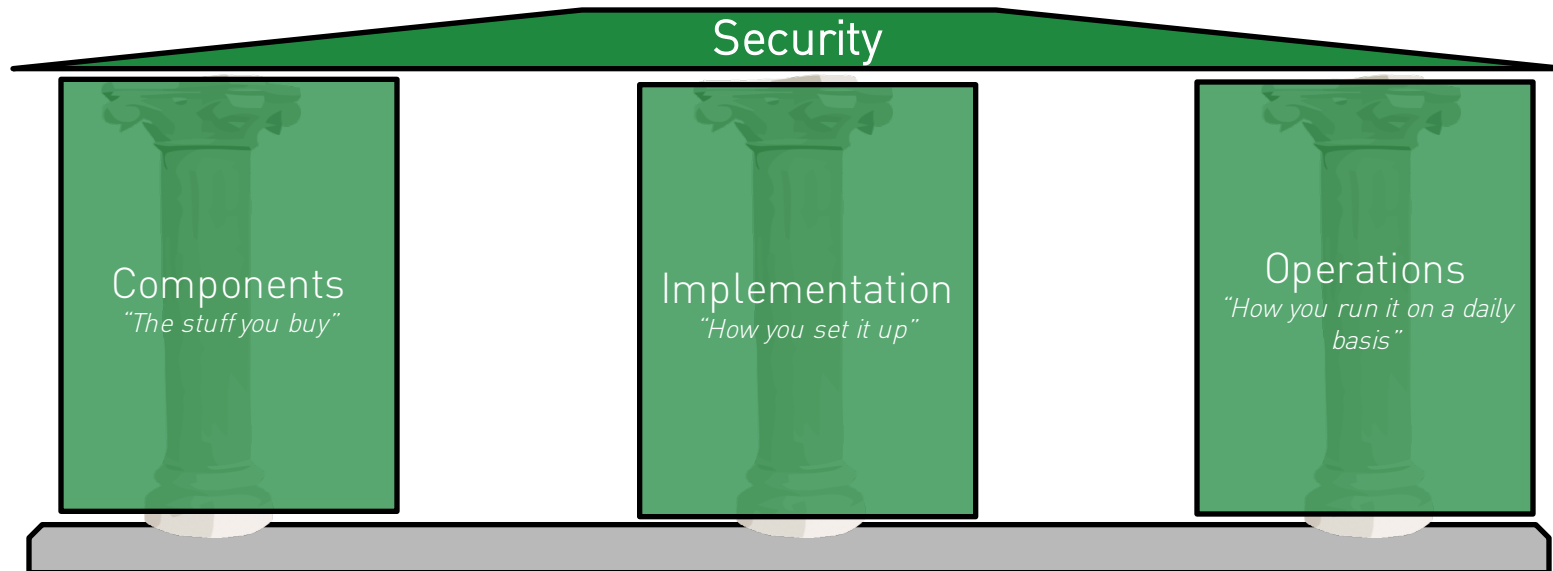 Security
Components
“The stuff you buy”
Implementation
“How you set it up”
Operations
“How you run it on a daily
basis”